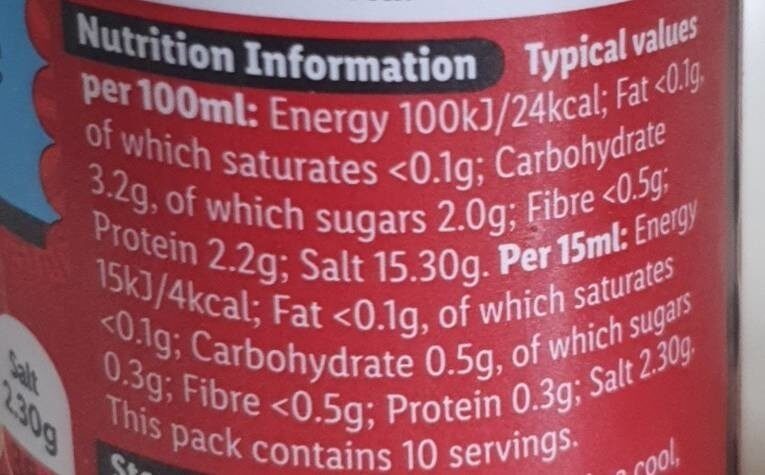 Nutrition Information Typical values
per 100ml: Energy 100kJ/24kcal; Fat <0.1g,
of which saturates <0.1g; Carbohydrate
3.2g, of which sugars 2.0g; Fibre <0.5g;
Protein 2.2g; Salt 15.30g. Per 15ml: Energy
15kJ/4kcal; Fat <0.1g, of which saturates
<0.1g; Carbohydrate 0.5g, of which sugars
0.3g; Fibre <0.5g; Protein 0.3g; Salt 2.30g.
This pack contains 10 servings.
Salt
2.30g
cool,